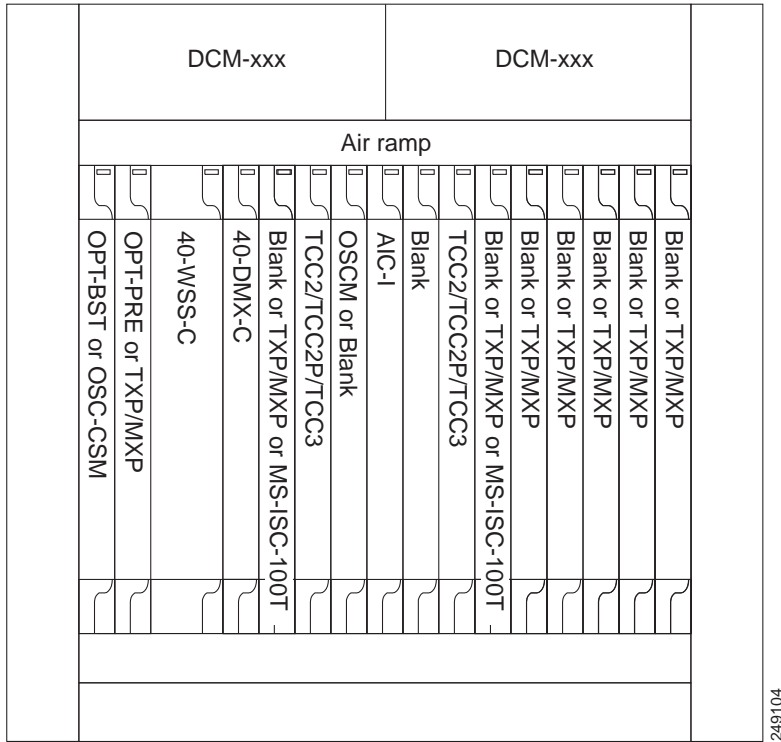 DCM-xxx
DCM-xxx
Air ramp
OPT-BST or OSC-CSM
OPT-PRE or TXP/MXP
40-WSS-C
40-DMX-C
Blank or TXP/MXP or MS-ISC-100T
TCC2/TCC2P/TCC3
OSCM or Blank
AIC-I
Blank
TCC2/TCC2P/TCC3
Blank or TXP/MXP or MS-ISC-100T
Blank or TXP/MXP
Blank or TXP/MXP
Blank or TXP/MXP
Blank or TXP/MXP
Blank or TXP/MXP
249104